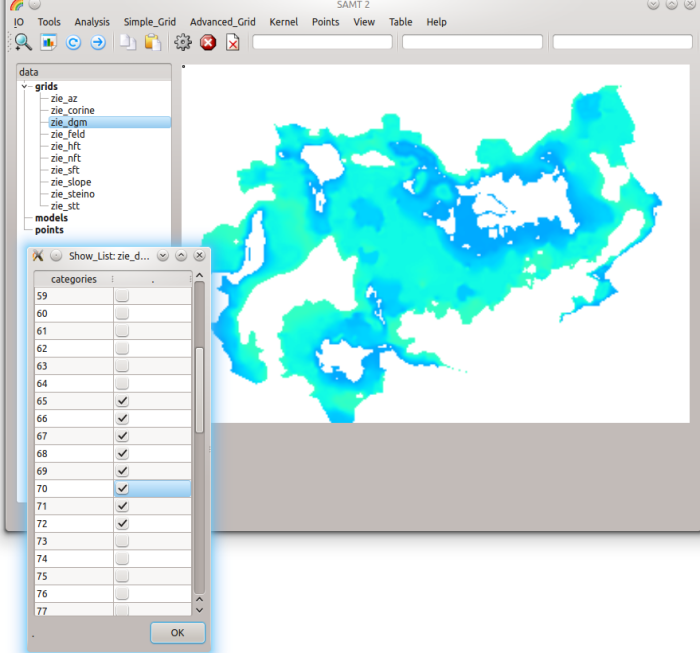 SAMT 2
IO Tools Analysis Simple_Grid Advanced_Grid Kernel Points View Table Help
data
grids
zie_az
zie_corine
zie_dgm
zie_feld
zie_hft
zie_nft
zie_sft
zie_slope
zie_steino
zie_stt
models
points
Show_List: zie_d...
categories .
59
60
61
62
63
64
65
66
67
68
69
70
71
72
73
74
75
76
77
. OK